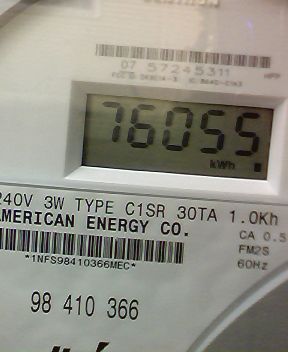 07 57245311
76055
kWh
240V 3W TYPE C1SR 30TA 1.0Kh
AMERICAN ENERGY CO.
CA 0.5
FM2S
60Hz
*1NFS98410366MEC*
98 410 366